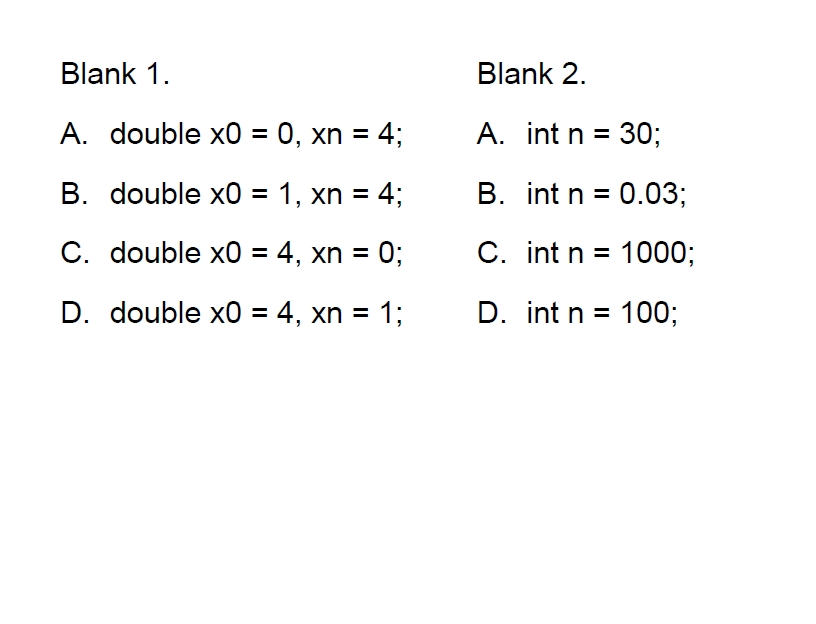 Blank 1.
A. double x0 = 0, xn = 4;
B. double x0 = 1, xn = 4;
C. double x0 = 4, xn = 0;
D. double x0 = 4, xn = 1;
Blank 2.
A. int n = 30;
B. int n = 0.03;
C. int n = 1000;
D. int n = 100;